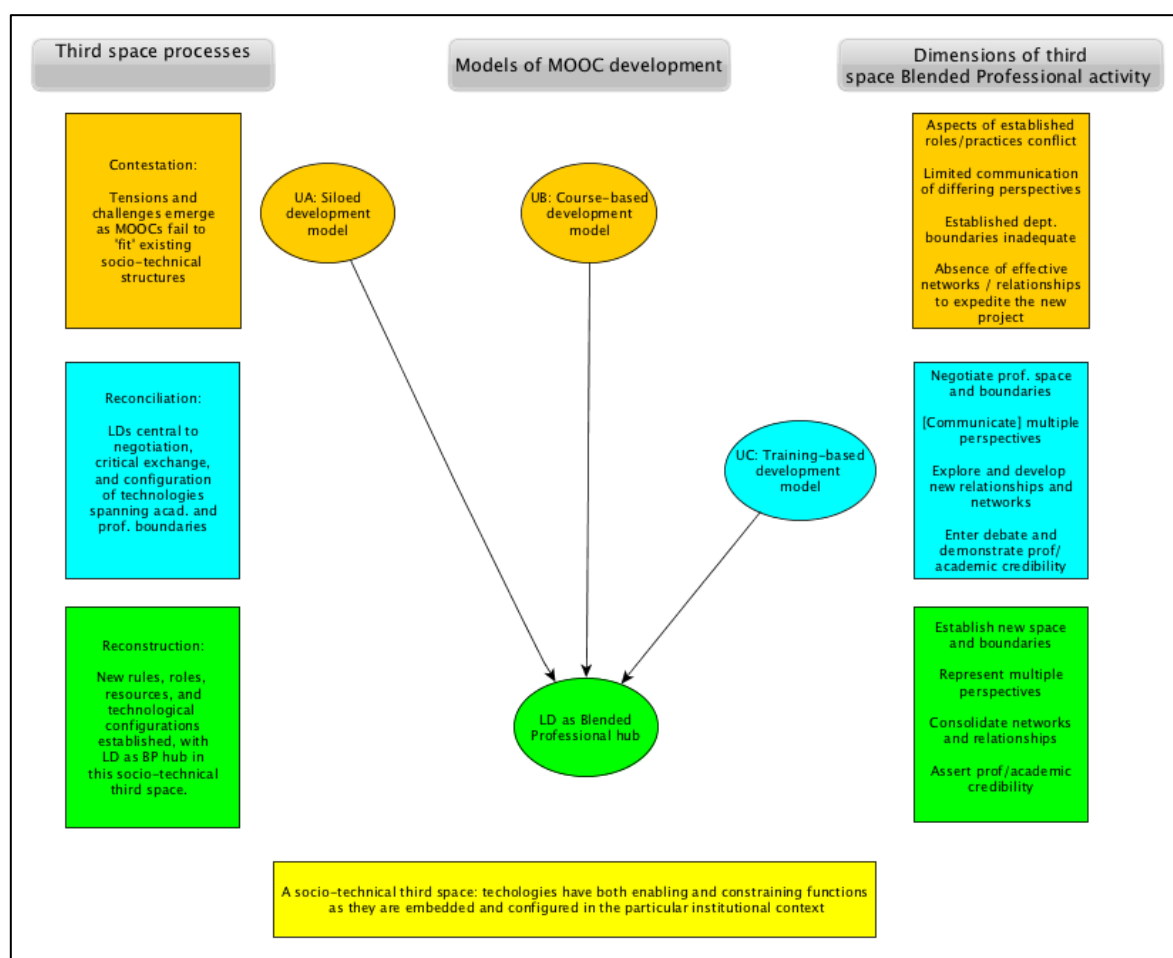 Third space processes
Models of MOOC development
Dimensions of third
space Blended Professional activity
Contestation:
Tensions and
challenges emerge
as MOOCs fail to
'fit' existing
socio-technical
structures
UA: Siloed
development
model
UB: Course-based
development
model
Aspects of established
roles/practices conflict
Limited communication
of differing perspectives
Established dept.
boundaries inadequate
Absence of effective
networks / relationships
to expedite the new
project
Reconciliation:
LDs central to
negotiation,
critical exchange,
and configuration
of technologies
spanning acad. and
prof. boundaries
UC: Training-based
development
model
Negotiate prof. space
and boundaries
[Communicate] multiple
perspectives
Explore and develop
new relationships and
networks
Enter debate and
demonstrate prof/
academic credibility
Reconstruction:
New rules, roles,
resources, and
technological
configurations
established, with
LD as BP hub in
this socio-technical
third space.
LD as Blended
Professional hub
Establish new space
and boundaries
Represent multiple
perspectives
Consolidate networks
and relationships
Assert prof/academic
credibility
A socio-technical third space: techologies have both enabling and constraining functions
as they are embedded and configured in the particular institutional context